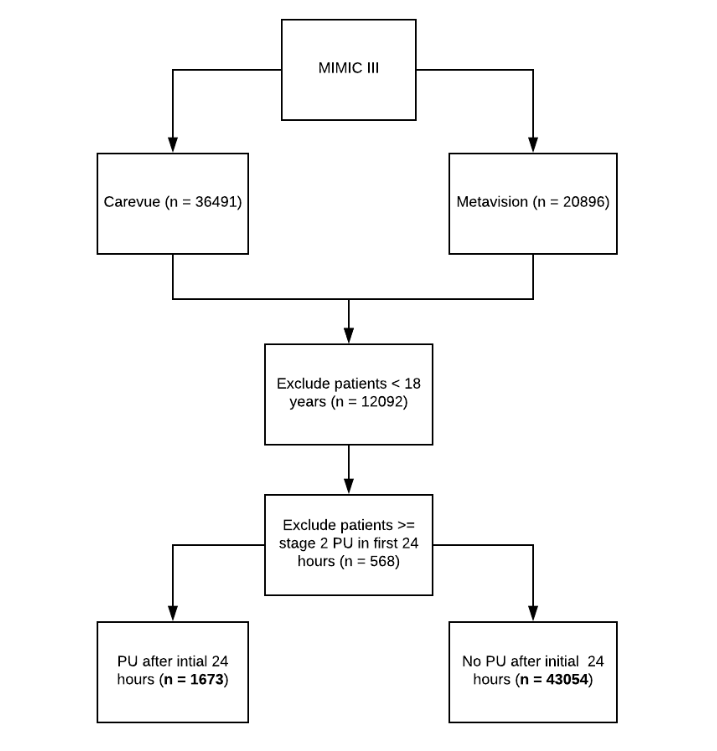 MIMIC III
Carevue (n = 36491)
Metavision (n = 20896)
Exclude patients < 18
years (n = 12092)
Exclude patients >=
stage 2 PU in first 24
hours (n = 568)
PU after intial 24
hours (n = 1673)
No PU after initial  24
hours (n = 43054)